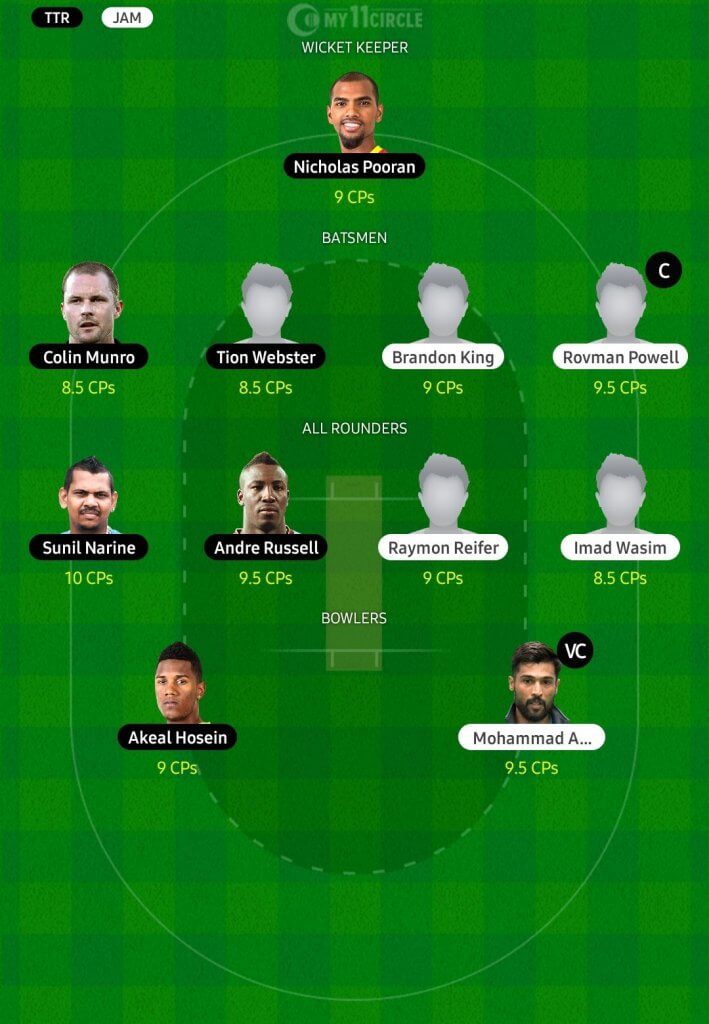 TTR JAM MY11CIRCLE
WICKET KEEPER
Nicholas Pooran
9 CPs
BATSMEN
C
Colin Munro Tion Webster Brandon King Rovman Powell
8.5 CPs 8.5 CPs 9 CPs 9.5 CPs
ALL ROUNDERS
Sunil Narine Andre Russell Raymon Reifer Imad Wasim
10 CPs 9.5 CPs 9 CPs 8.5 CPs
BOWLERS
VC
Akeal Hosein Mohammad A...
9 CPs 9.5 CPs